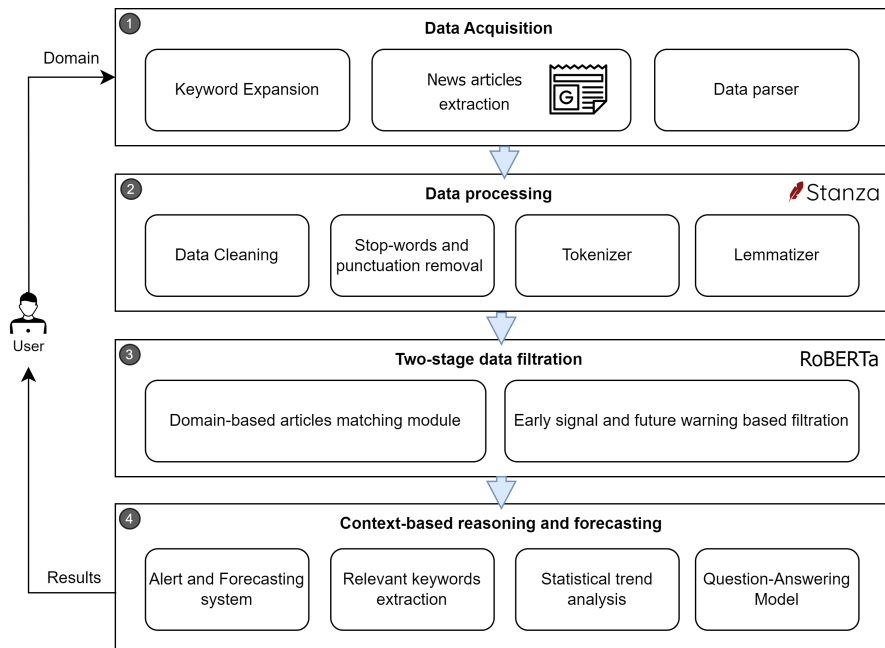 1
Data Acquisition
Domain
Keyword Expansion
News articles
extraction
G
Data parser
2
Data processing
Stanza
Data Cleaning
Stop-words and
punctuation removal
Tokenizer
Lemmatizer
User
3
Two-stage data filtration
RoBERTa
Domain-based articles matching module
Early signal and future warning based filtration
4
Context-based reasoning and forecasting
Results
Alert and Forecasting
system
Relevant keywords
extraction
Statistical trend
analysis
Question-Answering
Model